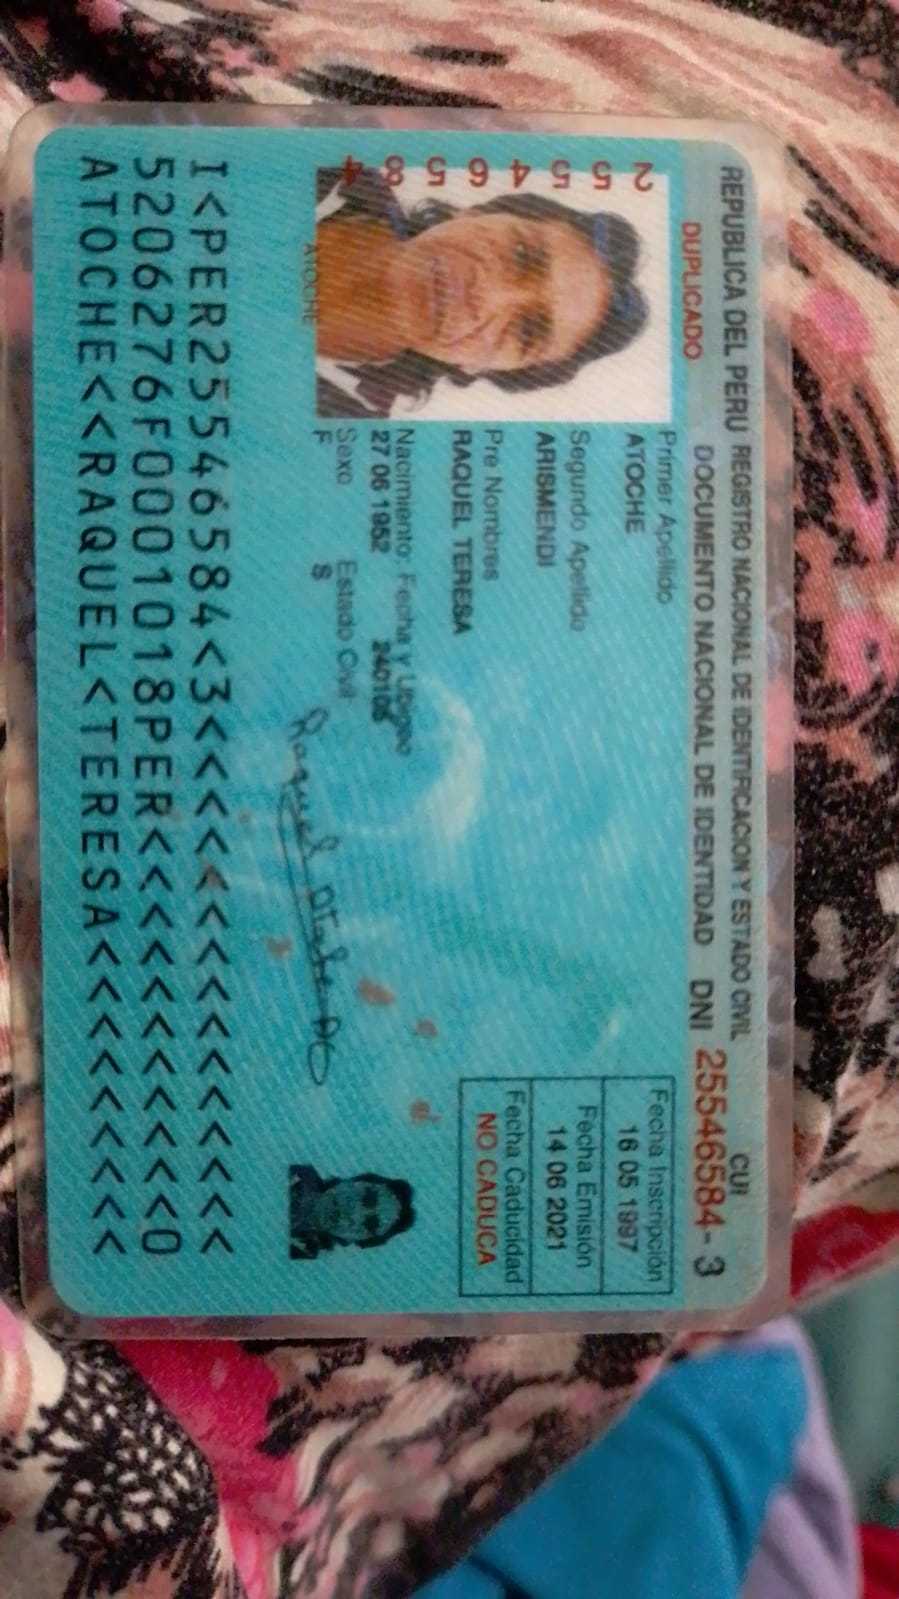 REPUBLICA DEL PERU REGISTRO NACIONAL DE IDENTIFICACION Y ESTADO CIVIL CUI
DOCUMENTO NACIONAL DE IDENTIDAD DNI 25546584-3
DUPLICADO
25546584
Primer Apellido
ATOCHE
Segundo Apellido
ARISMENDI
Pre Nombres
RAQUEL TERESA
Nacimiento: Fecha y Ubigeo
27 06 1952 240108
Sexo Estado Civil
F S
Fecha Inscripción
16 05 1997
Fecha Emisión
14 06 2021
Fecha Caducidad
NO CADUCA
ATOCHE
I<PER25546584<3<<<<<<<<<<<<<<<
5206276F0001018PER<<<<<<<<<<<0
ATOCHE<<RAQUEL<TERESA<<<<<<<<<